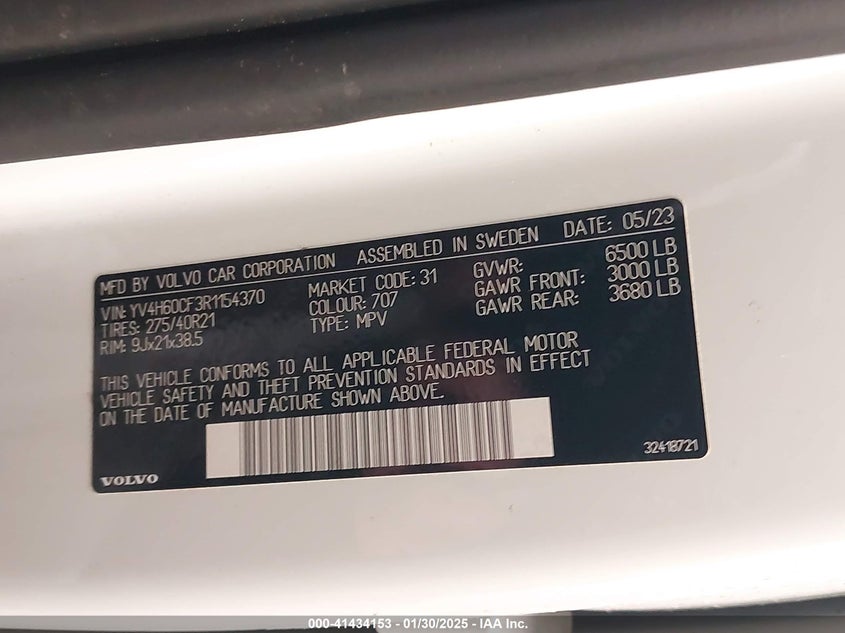 MFD BY VOLVO CAR CORPORATION ASSEMBLED IN SWEDEN DATE: 05/23
VIN: YV4H60CF3R1154370 MARKET CODE: 31 GVWR: 6500 LB
TIRES: 275/40R21 COLOUR: 707 GAWR FRONT: 3000 LB
RIM: 9Jx21x38.5 TYPE: MPV GAWR REAR: 3680 LB
THIS VEHICLE CONFORMS TO ALL APPLICABLE FEDERAL MOTOR
VEHICLE SAFETY AND THEFT PREVENTION STANDARDS IN EFFECT
ON THE DATE OF MANUFACTURE SHOWN ABOVE.
VOLVO 32418721
000-41434153 - 01/30/2025 - IAA Inc.